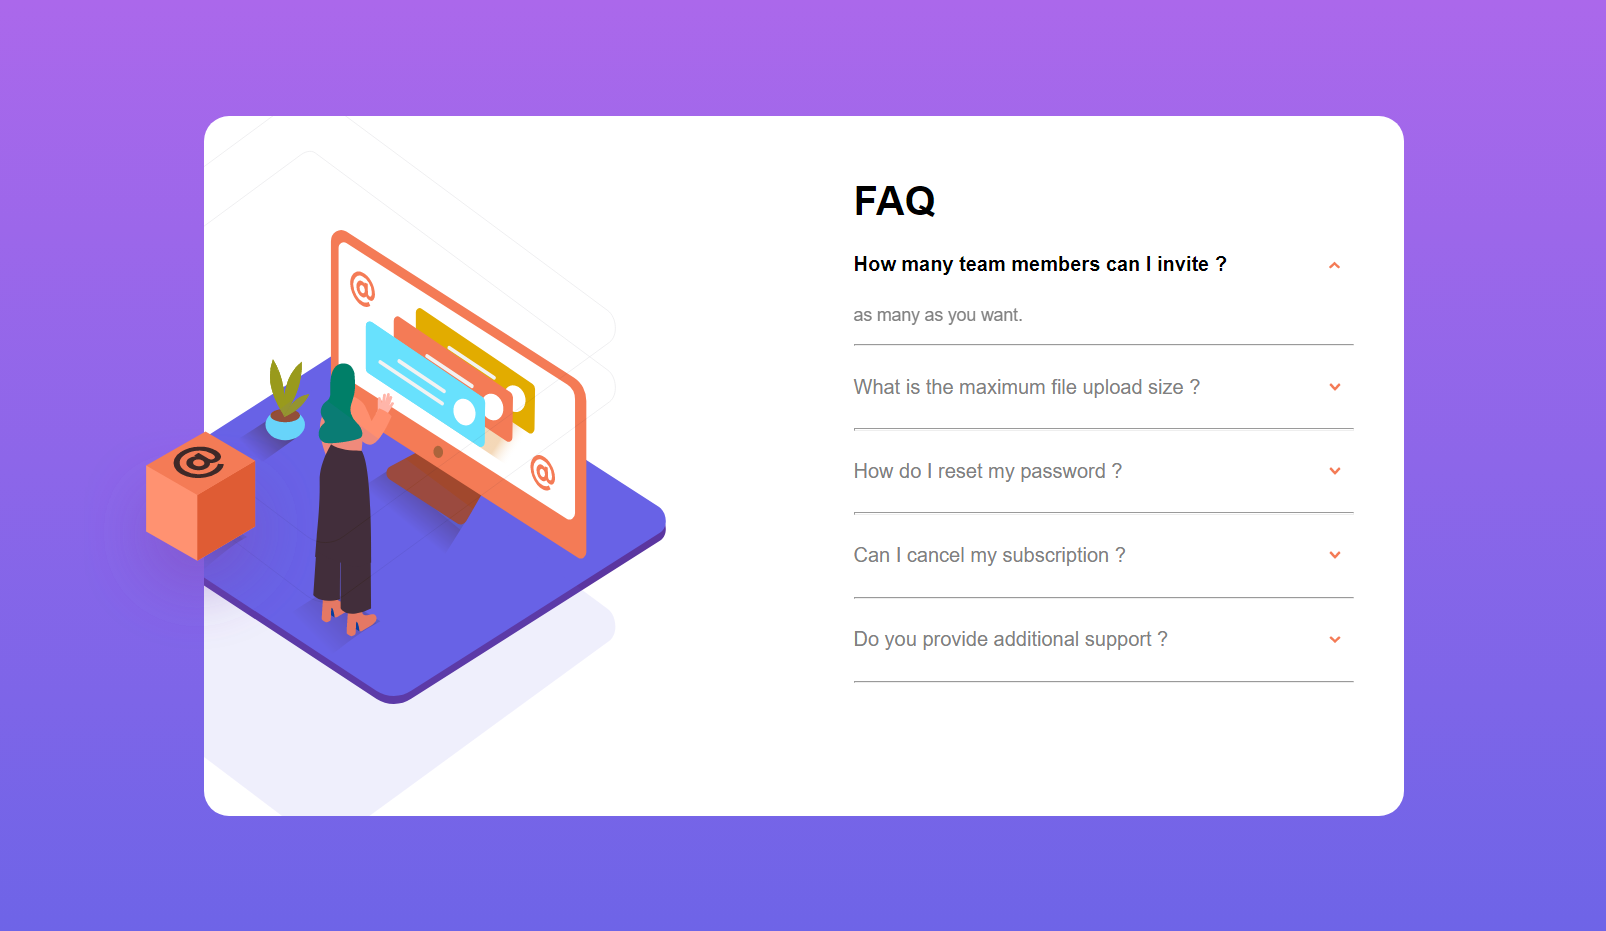 FAQ
How many team members can I invite ?
as many as you want.
What is the maximum file upload size ?
How do I reset my password ?
Can I cancel my subscription ?
Do you provide additional support ?
@
@
@